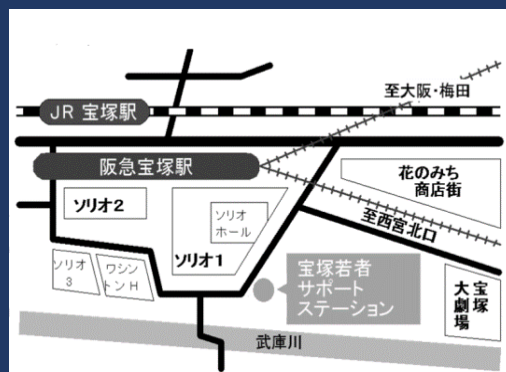 至大阪・梅田
JR 宝塚駅
阪急宝塚駅
花のみち
商店街
ソリオ2
ソリオ
ホール
至西宮北口
ソリオ1
ソリオ
3
ワシン
トンH
宝塚若者
サポート
ステーション
宝塚
大劇場
武庫川